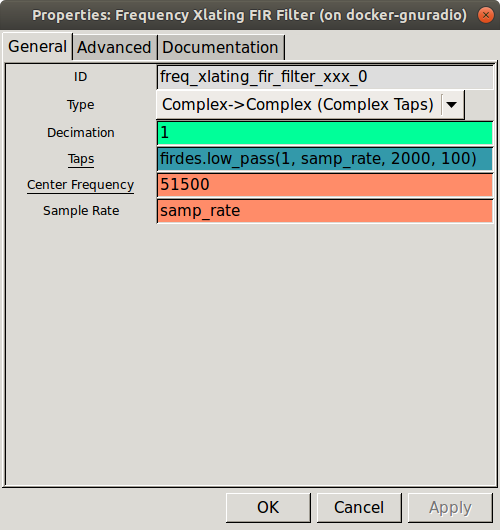 Properties: Frequency Xlating FIR Filter (on docker-gnuradio)
General Advanced Documentation
ID freq_xlating_fir_filter_xxx_0
Type Complex->Complex (Complex Taps)
Decimation 1
Taps firdes.low_pass(1, samp_rate, 2000, 100)
Center Frequency 51500
Sample Rate samp_rate
OK Cancel Apply